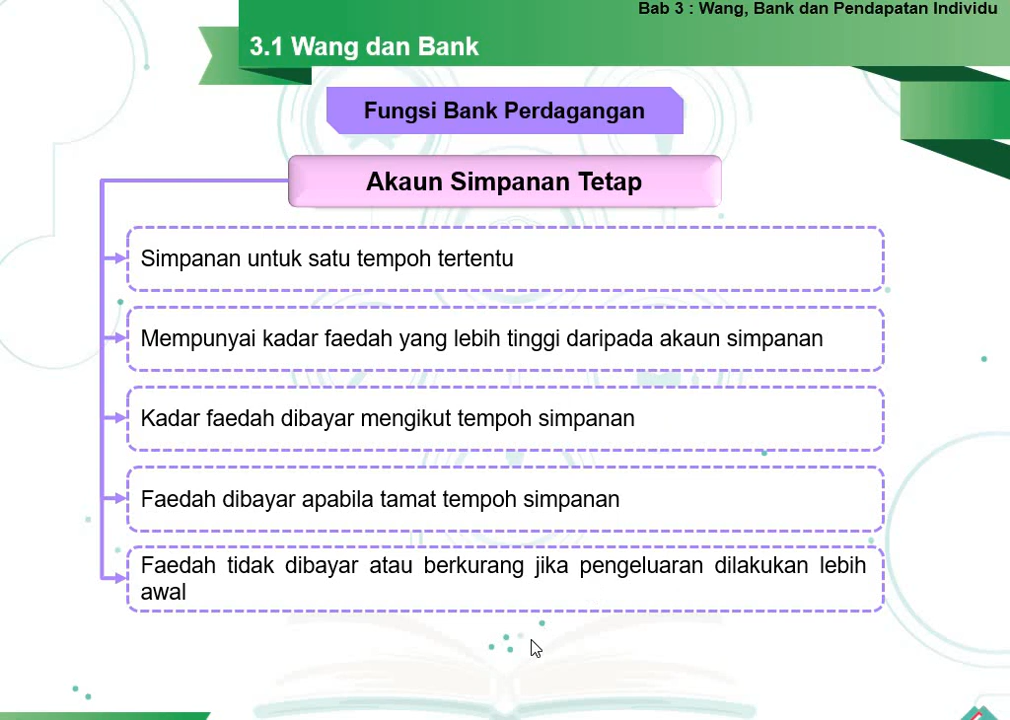 Bab 3 : Wang, Bank dan Pendapatan Individu
3.1 Wang dan Bank
Fungsi Bank Perdagangan
Akaun Simpanan Tetap
Simpanan untuk satu tempoh tertentu
Mempunyai kadar faedah yang lebih tinggi daripada akaun simpanan
Kadar faedah dibayar mengikut tempoh simpanan
Faedah dibayar apabila tamat tempoh simpanan
Faedah tidak dibayar atau berkurang jika pengeluaran dilakukan lebih
awal